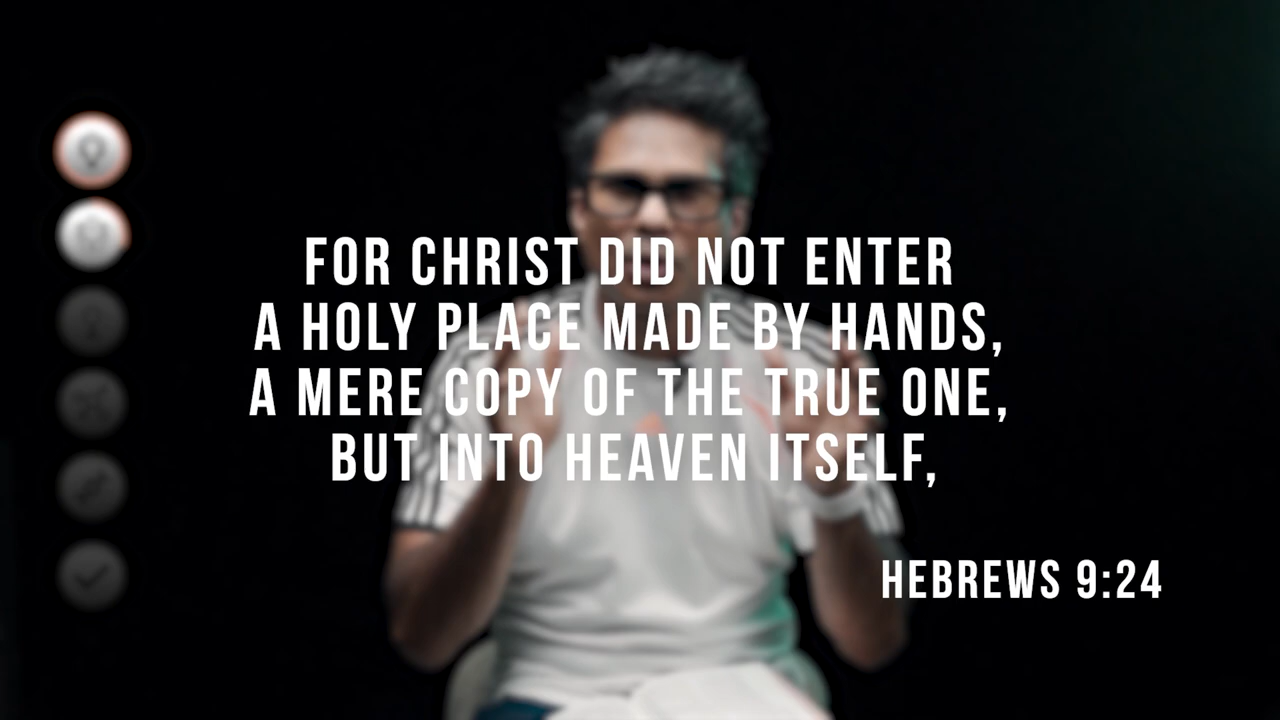 FOR CHRIST DID NOT ENTER
A HOLY PLACE MADE BY HANDS,
A MERE COPY OF THE TRUE ONE,
BUT INTO HEAVEN ITSELF,
HEBREWS 9:24